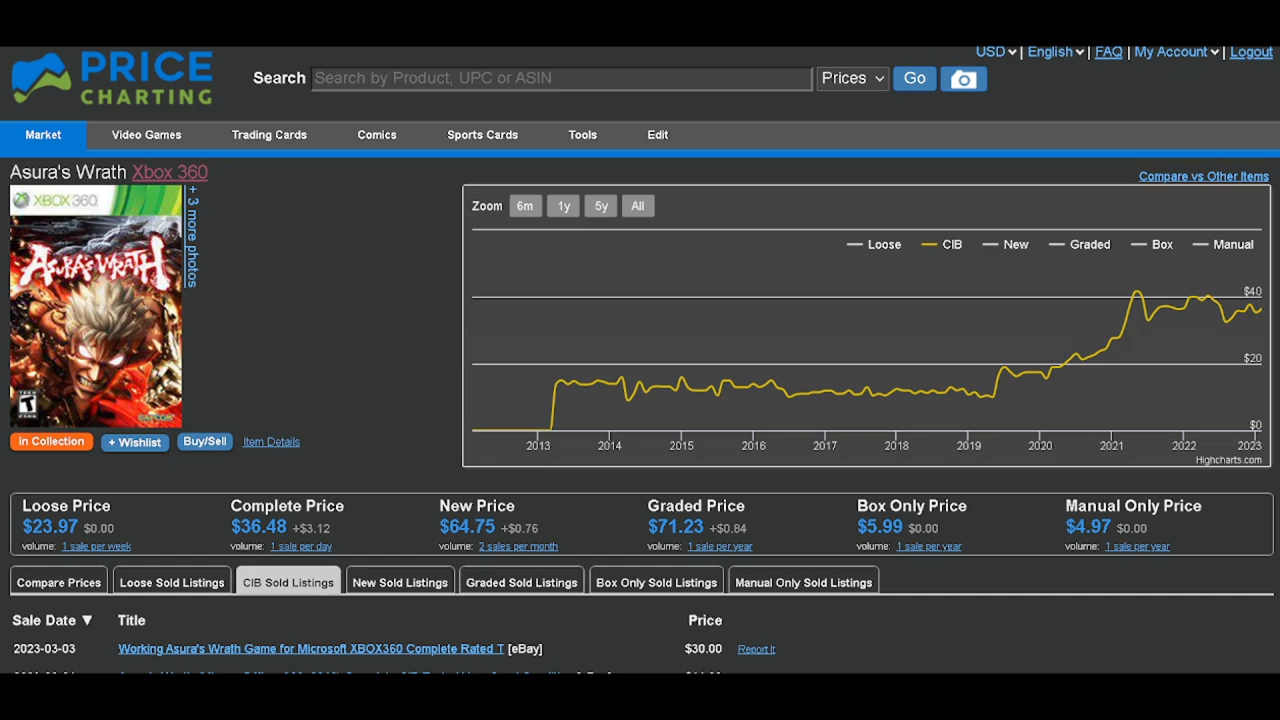 USD | English | FAQ | My Account | Logout
PRICE
CHARTING
Search Search by Product, UPC or ASIN Prices Go
Market Video Games Trading Cards Comics Sports Cards Tools Edit
Asura's Wrath Xbox 360
Compare vs Other Items
XBOX 360
ASURA'S WRATH
TEEN
T
CAPCOM
+ 3 more photos
In Collection + Wishlist Buy/Sell Item Details
Zoom 6m 1y 5y All
Loose CIB New Graded Box Manual
$40
$20
$0
2013 2014 2015 2016 2017 2018 2019 2020 2021 2022 2023
Highcharts.com
Loose Price Complete Price New Price Graded Price Box Only Price Manual Only Price
$23.97 $0.00 $36.48 +$3.12 $64.75 +$0.76 $71.23 +$0.84 $5.99 $0.00 $4.97 $0.00
volume: 1 sale per week volume: 1 sale per day volume: 2 sales per month volume: 1 sale per year volume: 1 sale per year volume: 1 sale per year
Compare Prices Loose Sold Listings CIB Sold Listings New Sold Listings Graded Sold Listings Box Only Sold Listings Manual Only Sold Listings
Sale Date ▼ Title Price
2023-03-03 Working Asura's Wrath Game for Microsoft XBOX360 Complete Rated T [eBay] $30.00 Report It